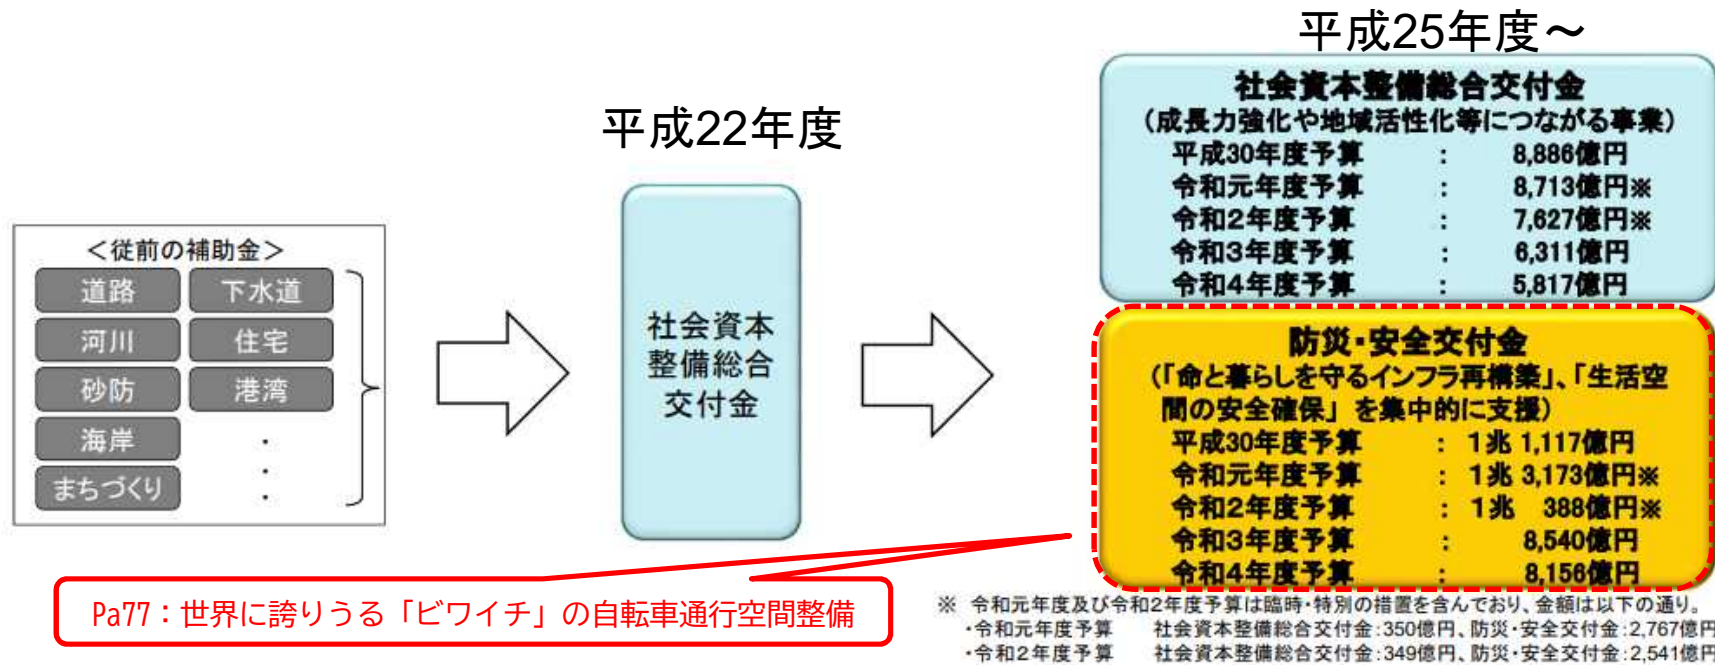 平成25年度～
平成22年度
＜従前の補助金＞
道路　下水道
河川　住宅
砂防　港湾
海岸　・
まちづくり　・
・
社会資本
整備総合
交付金
社会資本整備総合交付金
（成長力強化や地域活性化等につながる事業）
平成30年度予算　：　8,886億円
令和元年度予算　：　8,713億円※
令和２年度予算　：　7,627億円※
令和３年度予算　：　6,311億円
令和４年度予算　：　5,817億円
防災・安全交付金
（「命と暮らしを守るインフラ再構築」、「生活空
間の安全確保」を集中的に支援）
平成30年度予算　：　1兆 1,117億円
令和元年度予算　：　1兆 3,173億円※
令和２年度予算　：　1兆　388億円※
令和３年度予算　：　8,540億円
令和４年度予算　：　8,156億円
Pa77：世界に誇りうる「ビワイチ」の自転車通行空間整備
※ 令和元年度及び令和２年度予算は臨時・特別の措置を含んでおり、金額は以下の通り。
・令和元年度予算　社会資本整備総合交付金：350億円、防災・安全交付金：2,767億円
・令和２年度予算　社会資本整備総合交付金：349億円、防災・安全交付金：2,541億円